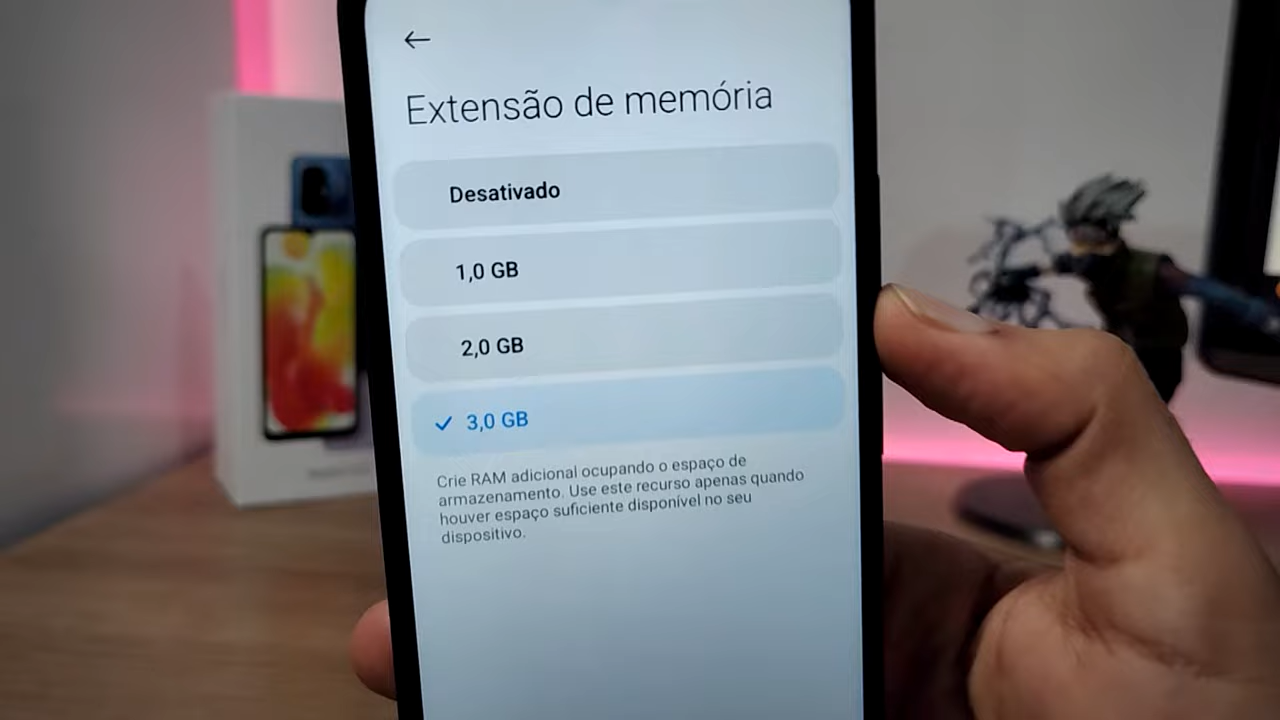 Extensão de memória
Desativado
1,0 GB
2,0 GB
3,0 GB
Crie RAM adicional ocupando o espaço de
armazenamento. Use este recurso apenas quando
houver espaço suficiente disponível no seu
dispositivo.